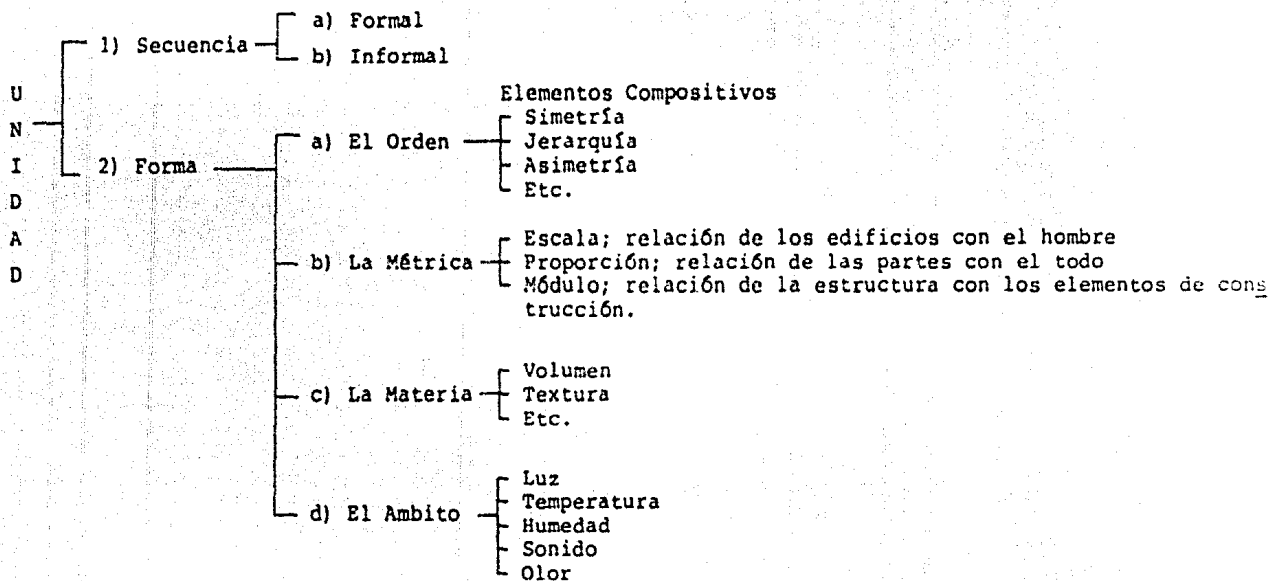 a) Formal
1) Secuencia
b) Informal
UNIDAD
Elementos Compositivos
Simetría
a) El Orden
Jerarquía
Asimetría
Etc.
2) Forma
Escala; relación de los edificios con el hombre
b) La Métrica
Proporción; relación de las partes con el todo
Módulo; relación de la estructura con los elementos de cons
trucción.
Volumen
c) La Materia
Textura
Etc.
Luz
Temperatura
d) El Ambito
Humedad
Sonido
Olor